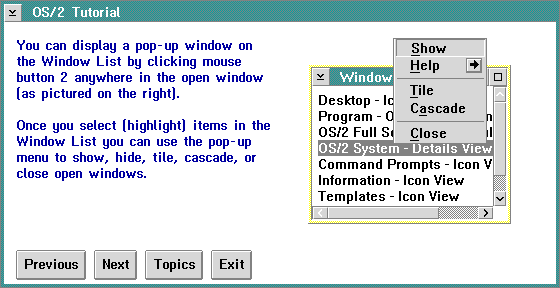 OS/2 Tutorial
You can display a pop-up window on
the Window List by clicking mouse
button 2 anywhere in the open window
(as pictured on the right).
Once you select (highlight) items in the
Window List you can use the pop-up
menu to show, hide, tile, cascade, or
close open windows.
Window
Show
Help
Tile
Cascade
Close
Desktop - Ico
Program - O
OS/2 Full Se
OS/2 System - Details View
Command Prompts - Icon V
Information - Icon View
Templates - Icon View
Previous Next Topics Exit